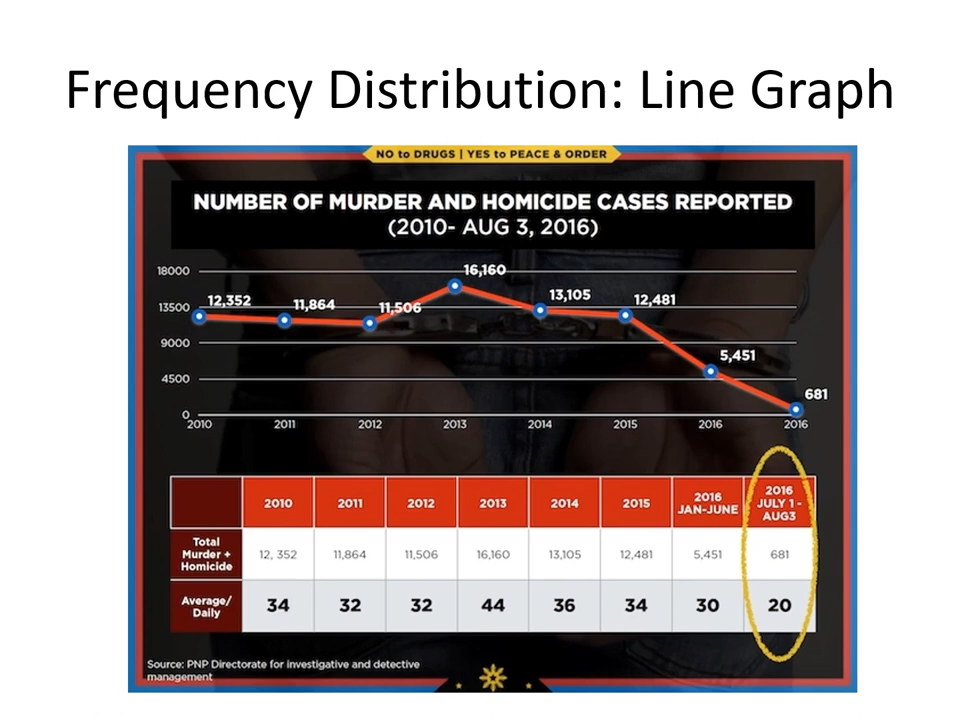 Frequency Distribution: Line Graph
NO to DRUGS | YES to PEACE & ORDER
NUMBER OF MURDER AND HOMICIDE CASES REPORTED
(2010- AUG 3, 2016)
18000
13500
9000
4500
0
12,352
11,864
11,506
16,160
13,105
12,481
5,451
681
2010 2011 2012 2013 2014 2015 2016 2016
2010 2011 2012 2013 2014 2015 2016 JAN-JUNE 2016 JULY 1 - AUG3
Total Murder + Homicide 12, 352 11,864 11,506 16,160 13,105 12,481 5,451 681
Average/ Daily 34 32 32 44 36 34 30 20
Source: PNP Directorate for investigative and detective
management